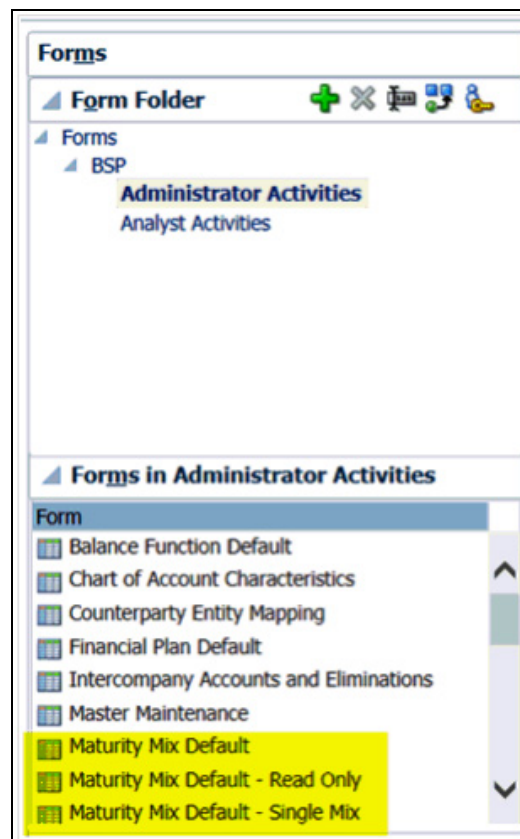 Forms
Form Folder
Forms
BSP
Administrator Activities
Analyst Activities
Forms in Administrator Activities
Form
Balance Function Default
Chart of Account Characteristics
Counterparty Entity Mapping
Financial Plan Default
Intercompany Accounts and Eliminations
Master Maintenance
Maturity Mix Default
Maturity Mix Default - Read Only
Maturity Mix Default - Single Mix